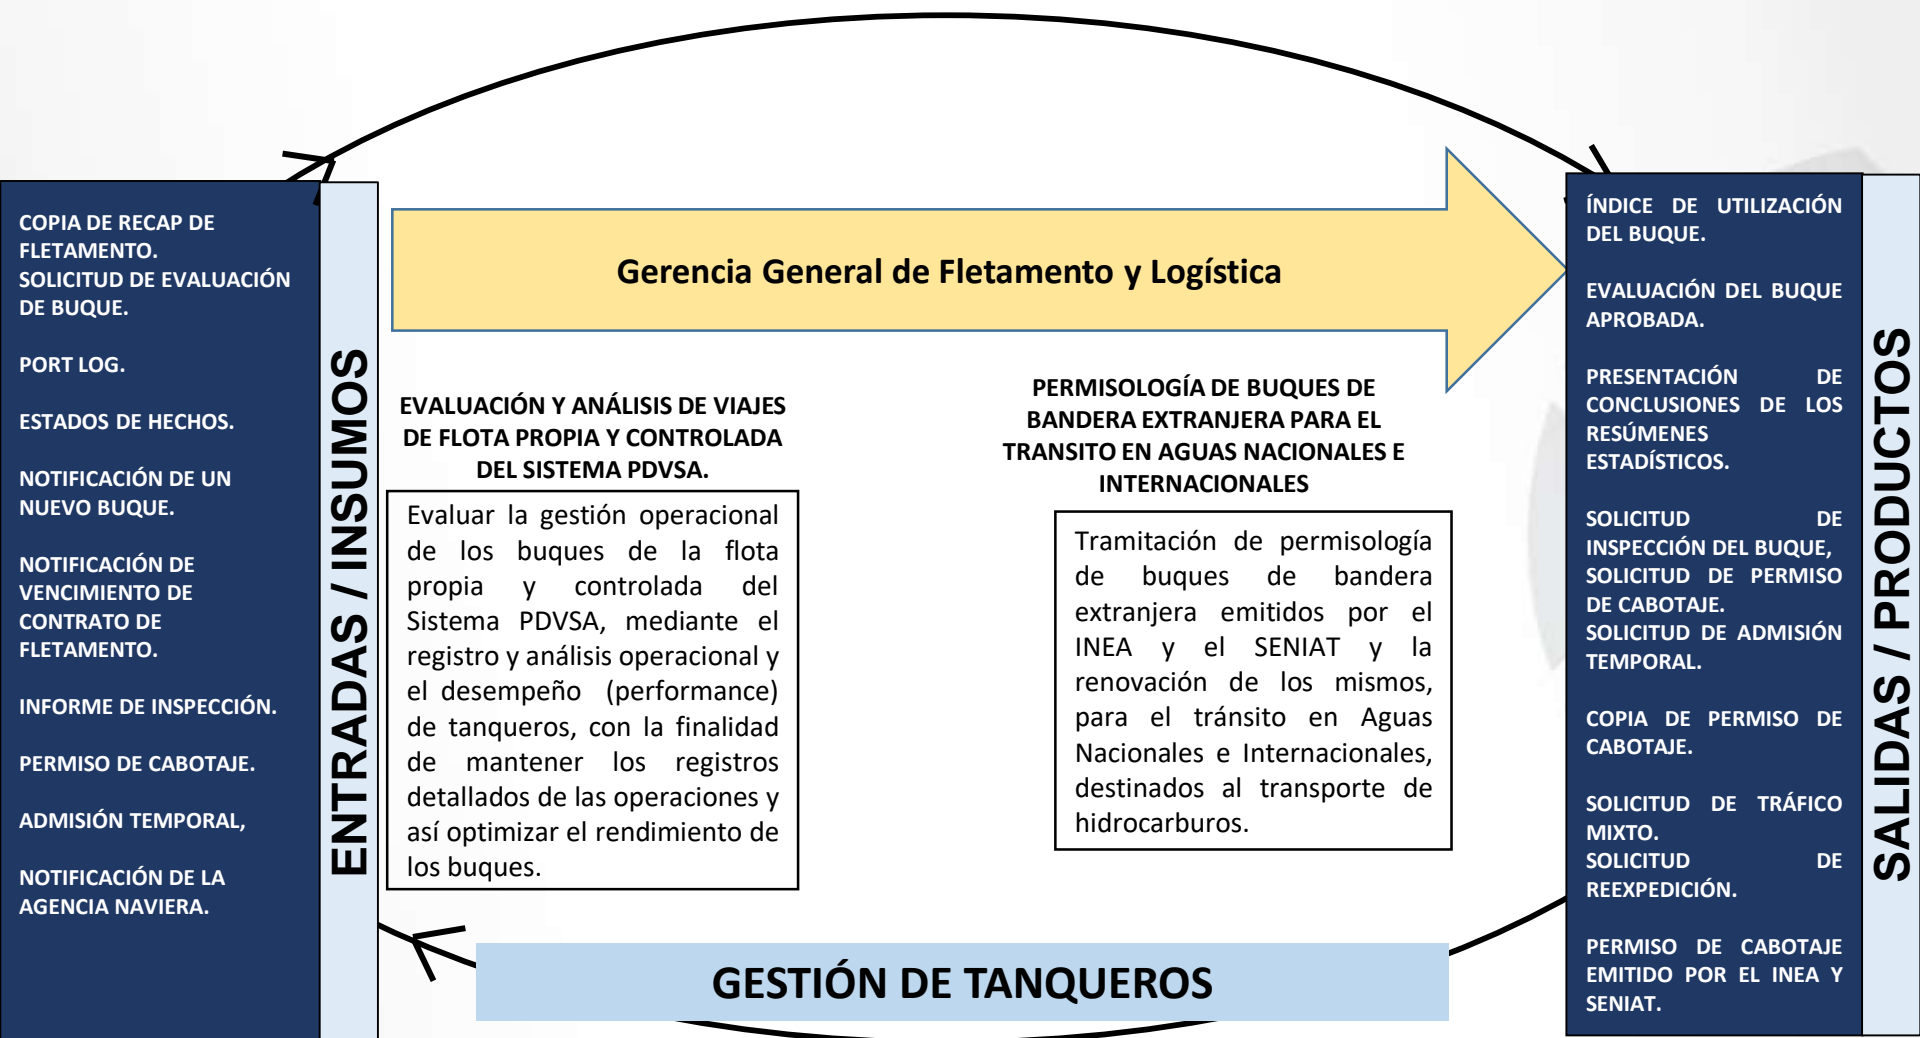 COPIA DE RECAP DE
FLETAMENTO.
SOLICITUD DE EVALUACIÓN
DE BUQUE.
PORT LOG.
ESTADOS DE HECHOS.
NOTIFICACIÓN DE UN
NUEVO BUQUE.
NOTIFICACIÓN DE
VENCIMIENTO DE
CONTRATO DE
FLETAMENTO.
INFORME DE INSPECCIÓN.
PERMISO DE CABOTAJE.
ADMISIÓN TEMPORAL,
NOTIFICACIÓN DE LA
AGENCIA NAVIERA.
ENTRADAS / INSUMOS
Gerencia General de Fletamento y Logística
EVALUACIÓN Y ANÁLISIS DE VIAJES
DE FLOTA PROPIA Y CONTROLADA
DEL SISTEMA PDVSA.
Evaluar la gestión operacional
de los buques de la flota
propia y controlada del
Sistema PDVSA, mediante el
registro y análisis operacional y
el desempeño (performance)
de tanqueros, con la finalidad
de mantener los registros
detallados de las operaciones y
así optimizar el rendimiento de
los buques.
PERMISOLOGÍA DE BUQUES DE
BANDERA EXTRANJERA PARA EL
TRANSITO EN AGUAS NACIONALES E
INTERNACIONALES
Tramitación de permisología
de buques de bandera
extranjera emitidos por el
INEA y el SENIAT y la
renovación de los mismos,
para el tránsito en Aguas
Nacionales e Internacionales,
destinados al transporte de
hidrocarburos.
GESTIÓN DE TANQUEROS
ÍNDICE DE UTILIZACIÓN
DEL BUQUE.
EVALUACIÓN DEL BUQUE
APROBADA.
PRESENTACIÓN DE
CONCLUSIONES DE LOS
RESÚMENES
ESTADÍSTICOS.
SOLICITUD DE
INSPECCIÓN DEL BUQUE,
SOLICITUD DE PERMISO
DE CABOTAJE.
SOLICITUD DE ADMISIÓN
TEMPORAL.
COPIA DE PERMISO DE
CABOTAJE.
SOLICITUD DE TRÁFICO
MIXTO.
SOLICITUD DE
REEXPEDICIÓN.
PERMISO DE CABOTAJE
EMITIDO POR EL INEA Y
SENIAT.
SALIDAS / PRODUCTOS